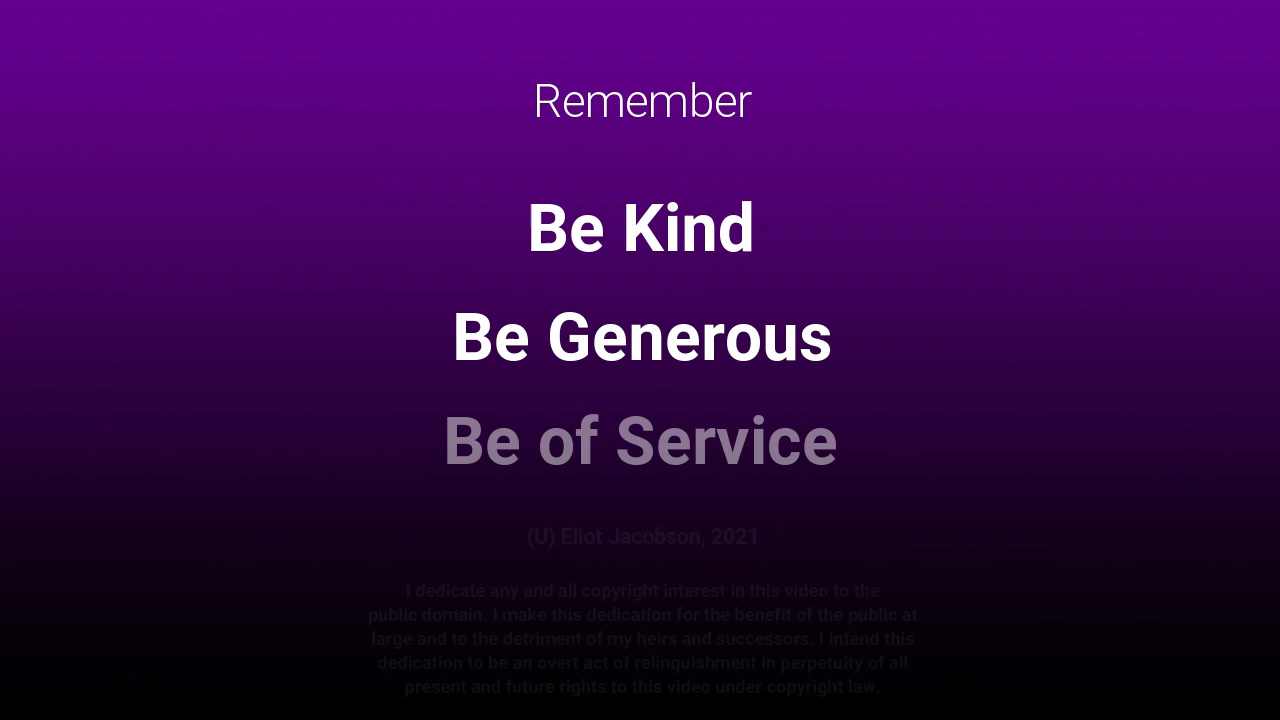 Remember
Be Kind
Be Generous
Be of Service
(U) Eliot Jacobson, 2021
I dedicate any and all copyright interest in this video to the
public domain. I make this dedication for the benefit of the public at
large and to the detriment of my heirs and successors. I intend this
dedication to be an overt act of relinquishment in perpetuity of all
present and future rights to this video under copyright law.